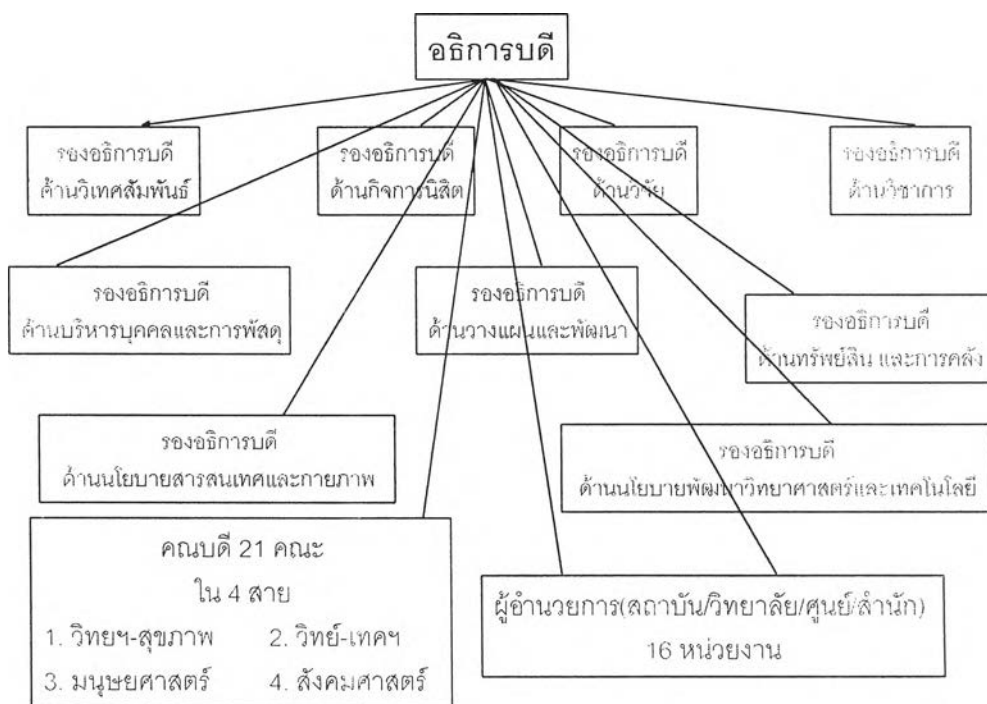 อธิการบดี
รองอธิการบดี
ด้านวิเทศสัมพันธ์
รองอธิการบดี
ด้านกิจการนิสิต
รองอธิการบดี
ด้านวิจัย
รองอธิการบดี
ด้านวิชาการ
รองอธิการบดี
ด้านบริหารบุคคลและการพัสดุ
รองอธิการบดี
ด้านวางแผนและพัฒนา
รองอธิการบดี
ด้านทรัพย์สิน และการคลัง
รองอธิการบดี
ด้านนโยบายสารสนเทศและกายภาพ
รองอธิการบดี
ด้านนโยบายพัฒนาวิทยาศาสตร์และเทคโนโลยี
คณบดี 21 คณะ
ใน 4 สาย
1. วิทยฯ-สุขภาพ 2. วิทย์-เทคฯ
3. มนุษยศาสตร์ 4. สังคมศาสตร์
ผู้อำนวยการ(สถาบัน/วิทยาลัย/ศูนย์/สำนัก)
16 หน่วยงาน